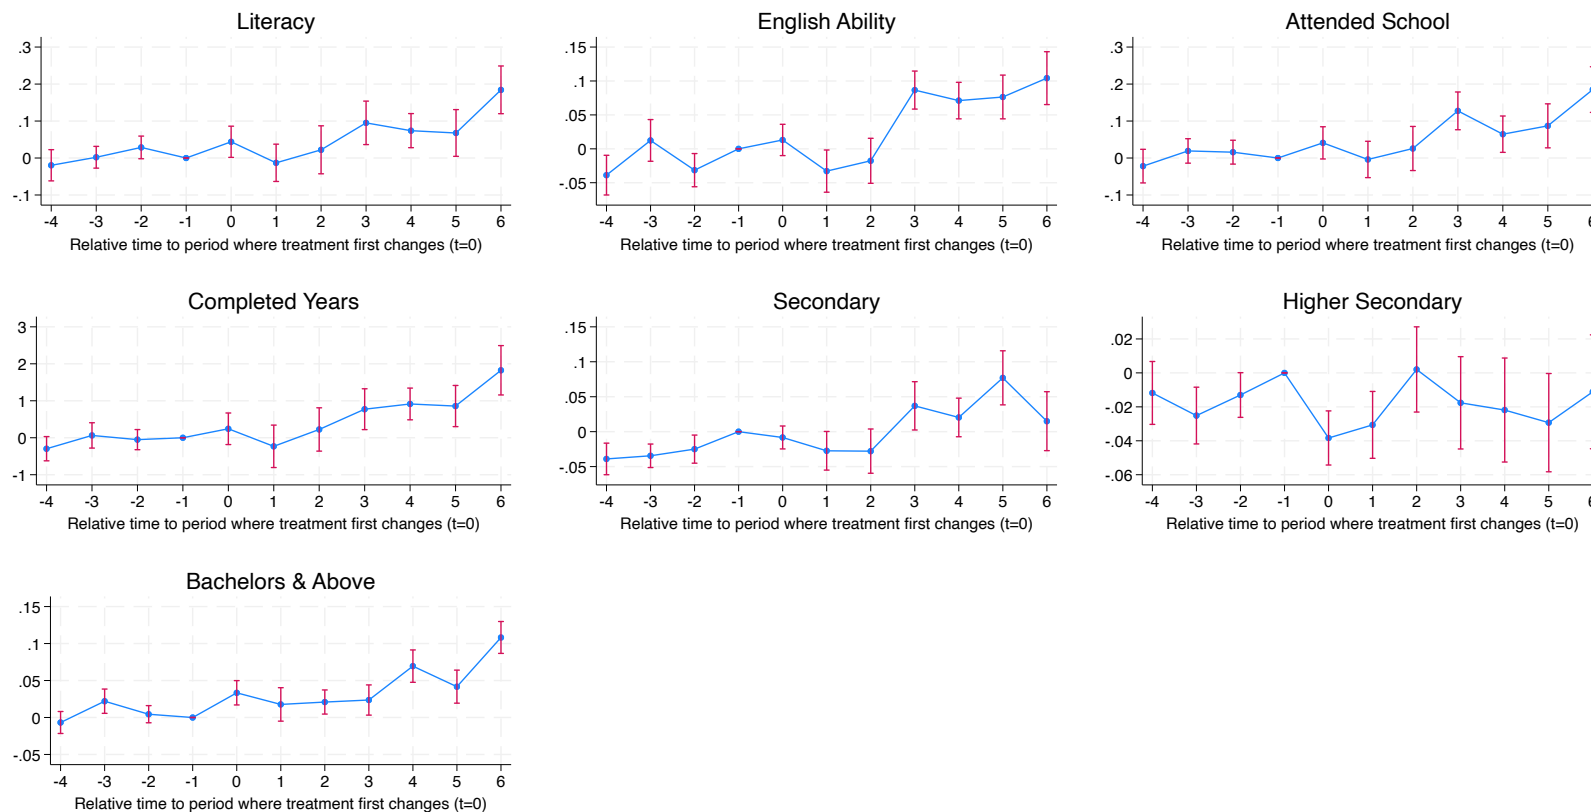 Literacy
.3
.2
.1
0
-.1
-4 -3 -2 -1 0 1 2 3 4 5 6
Relative time to period where treatment first changes (t=0)
English Ability
.15
.1
.05
0
-.05
-4 -3 -2 -1 0 1 2 3 4 5 6
Relative time to period where treatment first changes (t=0)
Attended School
.3
.2
.1
0
-.1
-4 -3 -2 -1 0 1 2 3 4 5 6
Relative time to period where treatment first changes (t=0)
Completed Years
3
2
1
0
-1
-4 -3 -2 -1 0 1 2 3 4 5 6
Relative time to period where treatment first changes (t=0)
Secondary
.15
.1
.05
0
-.05
-4 -3 -2 -1 0 1 2 3 4 5 6
Relative time to period where treatment first changes (t=0)
Higher Secondary
.02
0
-.02
-.04
-.06
-4 -3 -2 -1 0 1 2 3 4 5 6
Relative time to period where treatment first changes (t=0)
Bachelors & Above
.15
.1
.05
0
-.05
-4 -3 -2 -1 0 1 2 3 4 5 6
Relative time to period where treatment first changes (t=0)